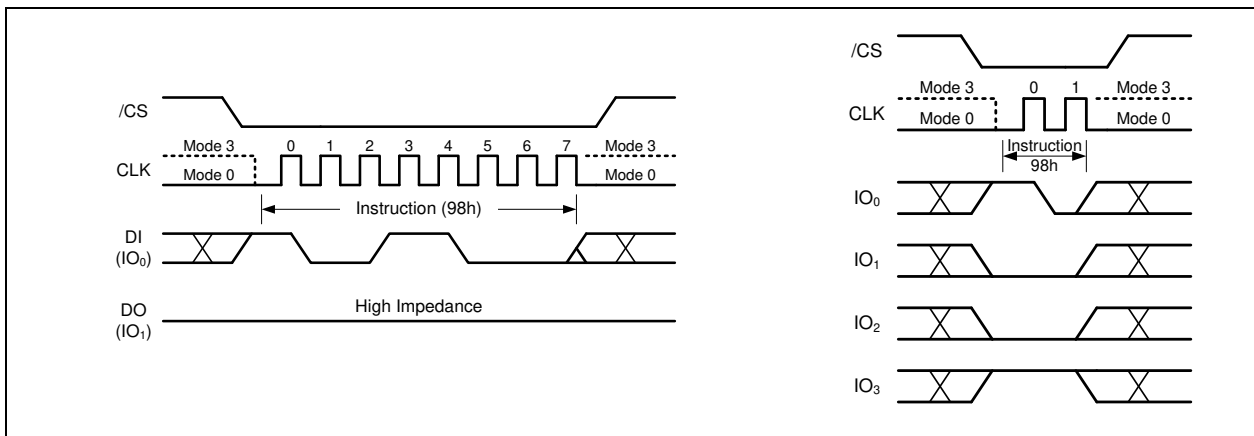 /CS
Mode 3 0 1 2 3 4 5 6 7 Mode 3
CLK
Mode 0 Mode 0
Instruction (98h)
DI
(IO0)
High Impedance
DO
(IO1)
/CS
Mode 3 0 1 Mode 3
CLK
Mode 0 Mode 0
Instruction
98h
IO0
IO1
IO2
IO3